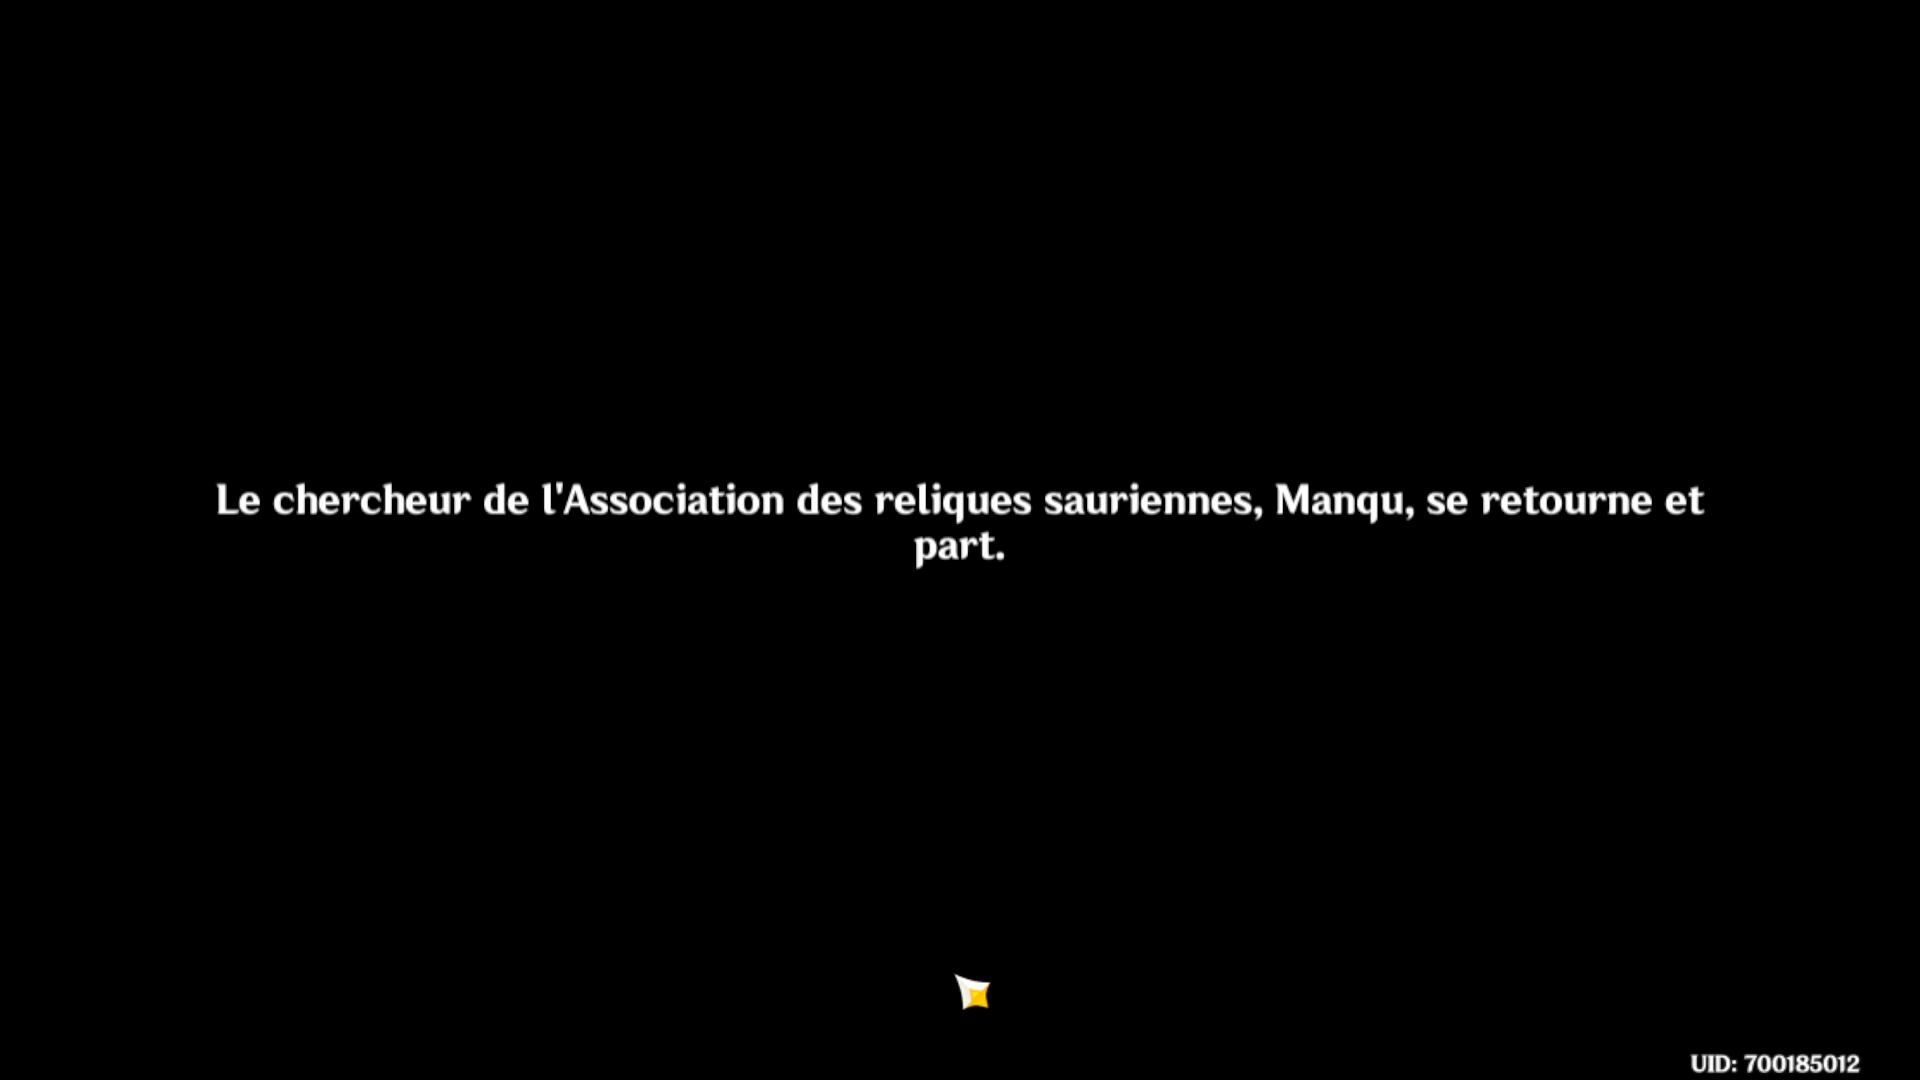 Le chercheur de l'Association des reliques sauriennes, Manqu, se retourne et
part.
UID: 700185012